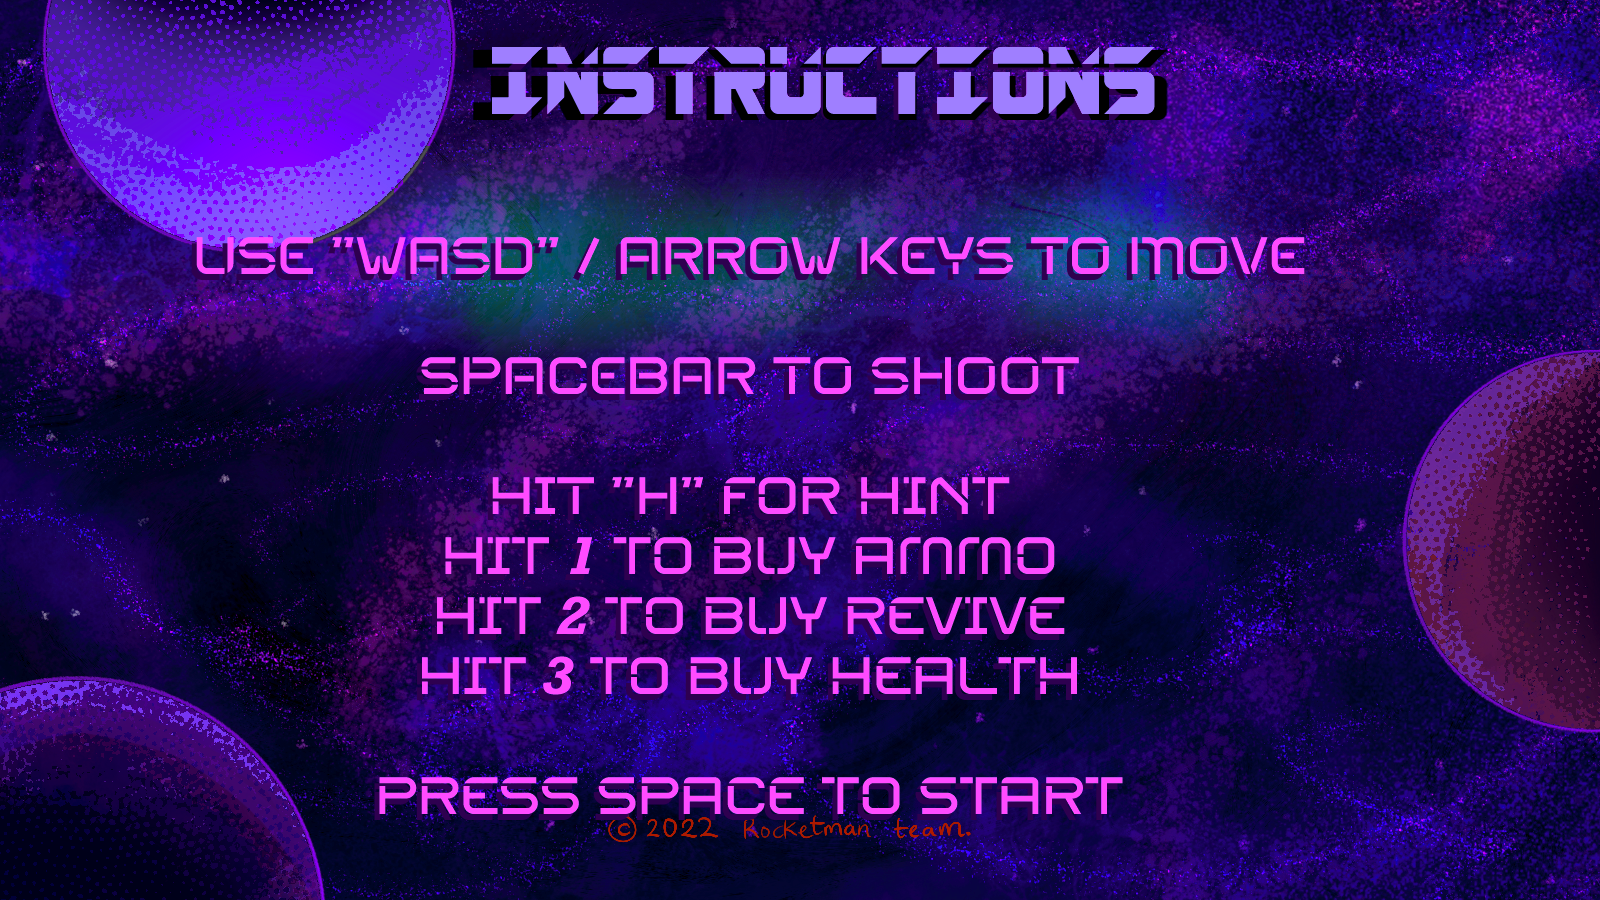 INSTRUCTIONS
USE "WASD" / ARROW KEYS TO MOVE
SPACEBAR TO SHOOT
HIT "H" FOR HINT
HIT 1 TO BUY AMMO
HIT 2 TO BUY REVIVE
HIT 3 TO BUY HEALTH
PRESS SPACE TO START
© 2022 Rocketman team.